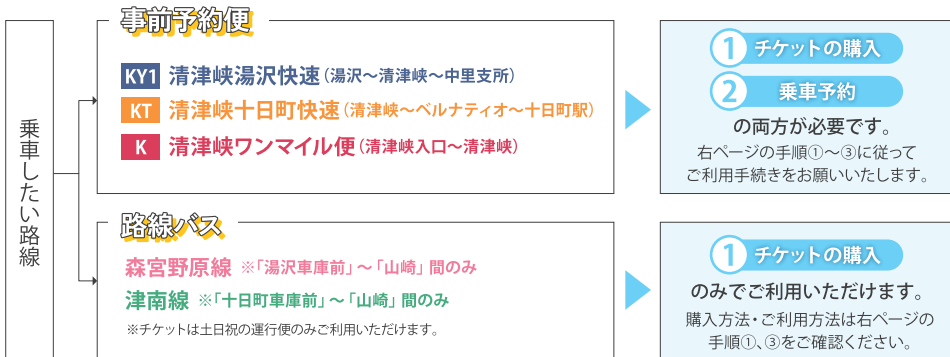 乗車したい路線
事前予約便
KY1 清津峡湯沢快速（湯沢～清津峡～中里支所）
KT 清津峡十日町快速（清津峡～ベルナティオ～十日町駅）
K 清津峡ワンマイル便（清津峡入口～清津峡）
① チケットの購入
② 乗車予約
の両方が必要です。
右ページの手順①～③に従って
ご利用手続きをお願いいたします。
路線バス
森宮野原線 ※「湯沢車庫前」～「山崎」間のみ
津南線 ※「十日町車庫前」～「山崎」間のみ
※チケットは土日祝の運行便のみご利用いただけます。
① チケットの購入
のみでご利用いただけます。
購入方法・ご利用方法は右ページの
手順①、③をご確認ください。